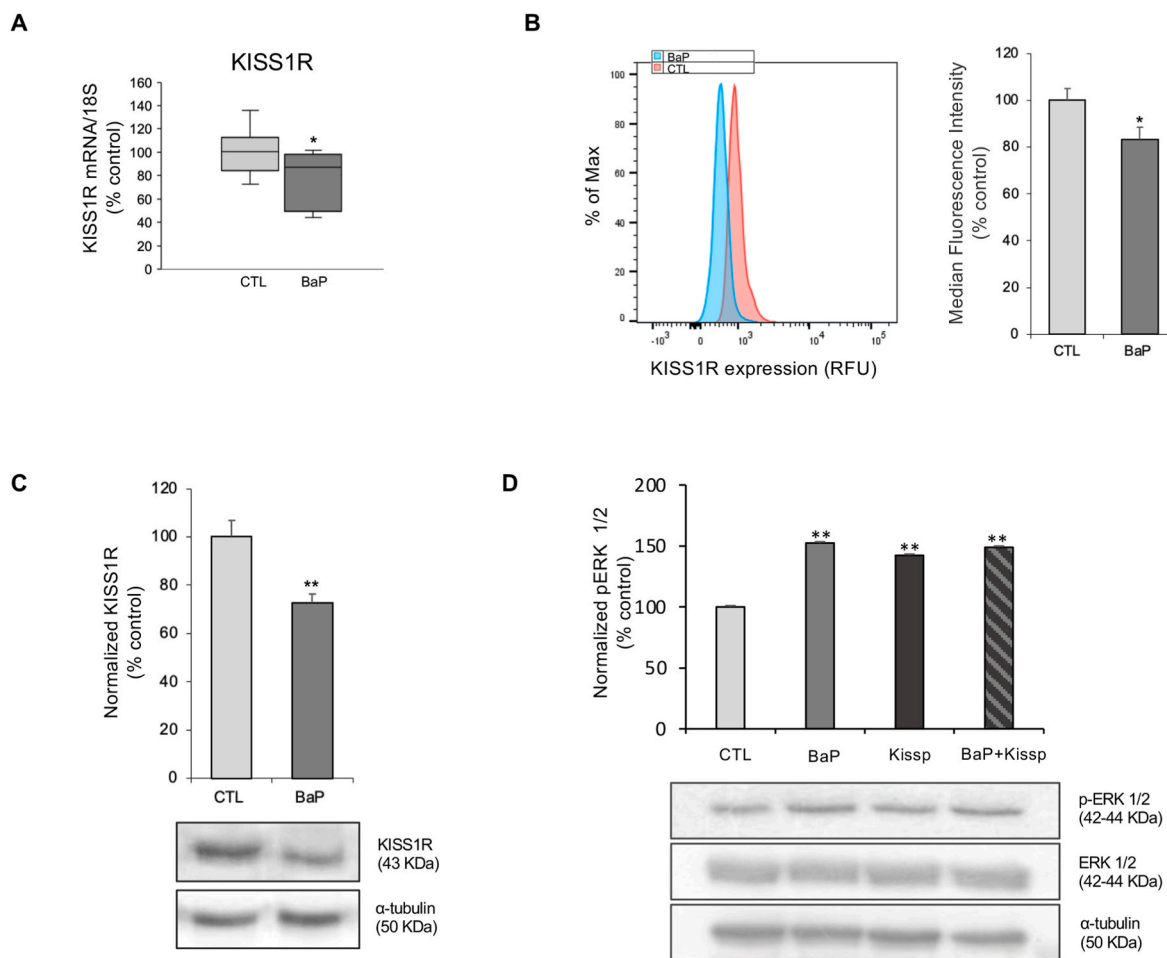 A
KISS1R
KISS1R mRNA/18S
(% control)
160
140
120
100
80
60
40
20
0
*
CTL
BaP
B
BaP
CTL
% of Max
100
80
60
40
20
0
-10³
0
10³
10⁴
10⁵
KISS1R expression (RFU)
Median Fluorescence Intensity
(% control)
120
100
80
60
40
20
0
*
CTL
BaP
C
Normalized KISS1R
(% control)
120
100
80
60
40
20
0
**
CTL
BaP
KISS1R
(43 KDa)
α-tubulin
(50 KDa)
D
Normalized pERK 1/2
(% control)
200
150
100
50
0
**
**
**
CTL
BaP
Kissp
BaP+Kissp
p-ERK 1/2
(42-44 KDa)
ERK 1/2
(42-44 KDa)
α-tubulin
(50 KDa)